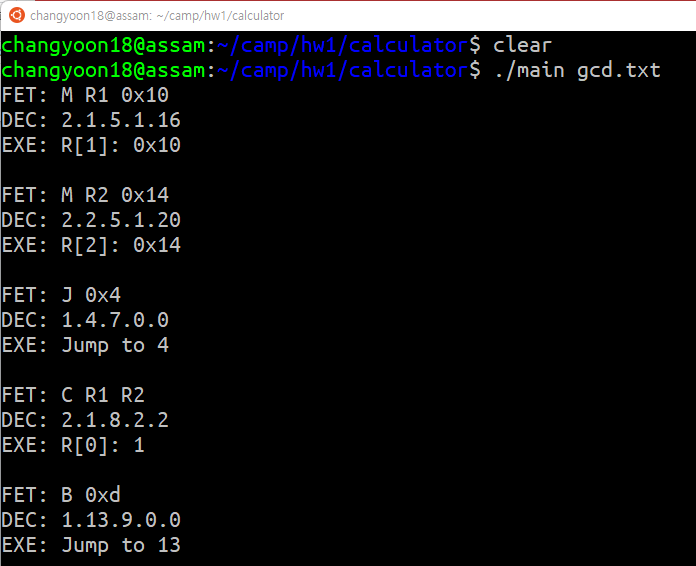 changyoon18@assam: ~/camp/hw1/calculator
changyoon18@assam:~/camp/hw1/calculator$ clear
changyoon18@assam:~/camp/hw1/calculator$ ./main gcd.txt
FET: M R1 0x10
DEC: 2.1.5.1.16
EXE: R[1]: 0x10
FET: M R2 0x14
DEC: 2.2.5.1.20
EXE: R[2]: 0x14
FET: J 0x4
DEC: 1.4.7.0.0
EXE: Jump to 4
FET: C R1 R2
DEC: 2.1.8.2.2
EXE: R[0]: 1
FET: B 0xd
DEC: 1.13.9.0.0
EXE: Jump to 13